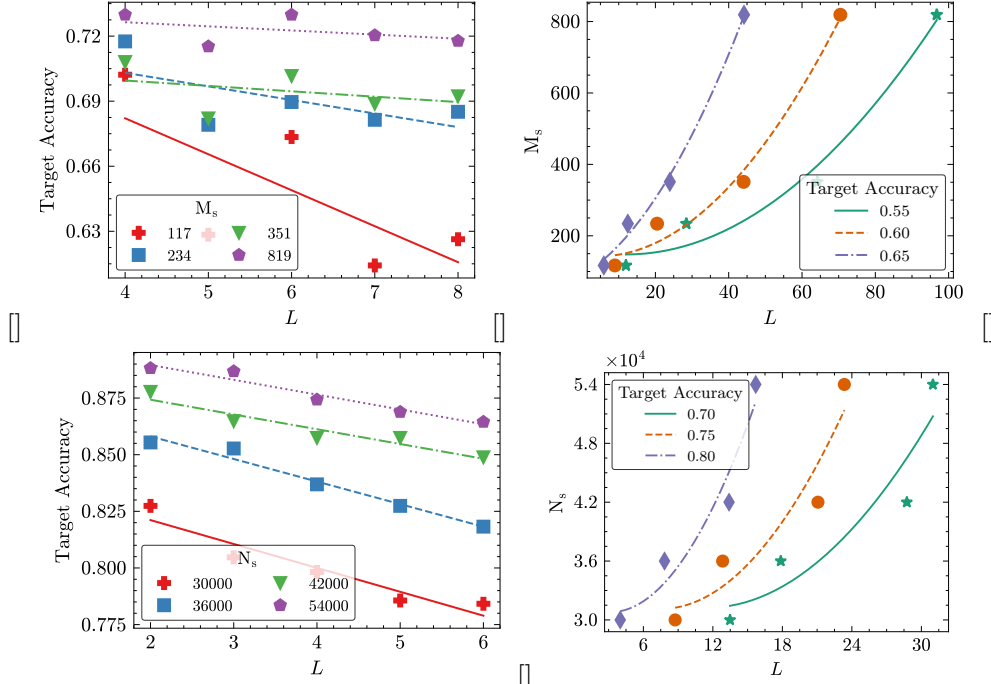 Target Accuracy
0.72
0.69
0.66
0.63
M_s
117
234
351
819
4 5 6 7 8
L
[]
M_s
800
600
400
200
Target Accuracy
0.55
0.60
0.65
20 40 60 80 100
L
[]
[]
Target Accuracy
0.875
0.850
0.825
0.800
0.775
N_s
30000
36000
42000
54000
2 3 4 5 6
L
[]
×10^4
N_s
5.4
4.8
4.2
3.6
3.0
Target Accuracy
0.70
0.75
0.80
6 12 18 24 30
L